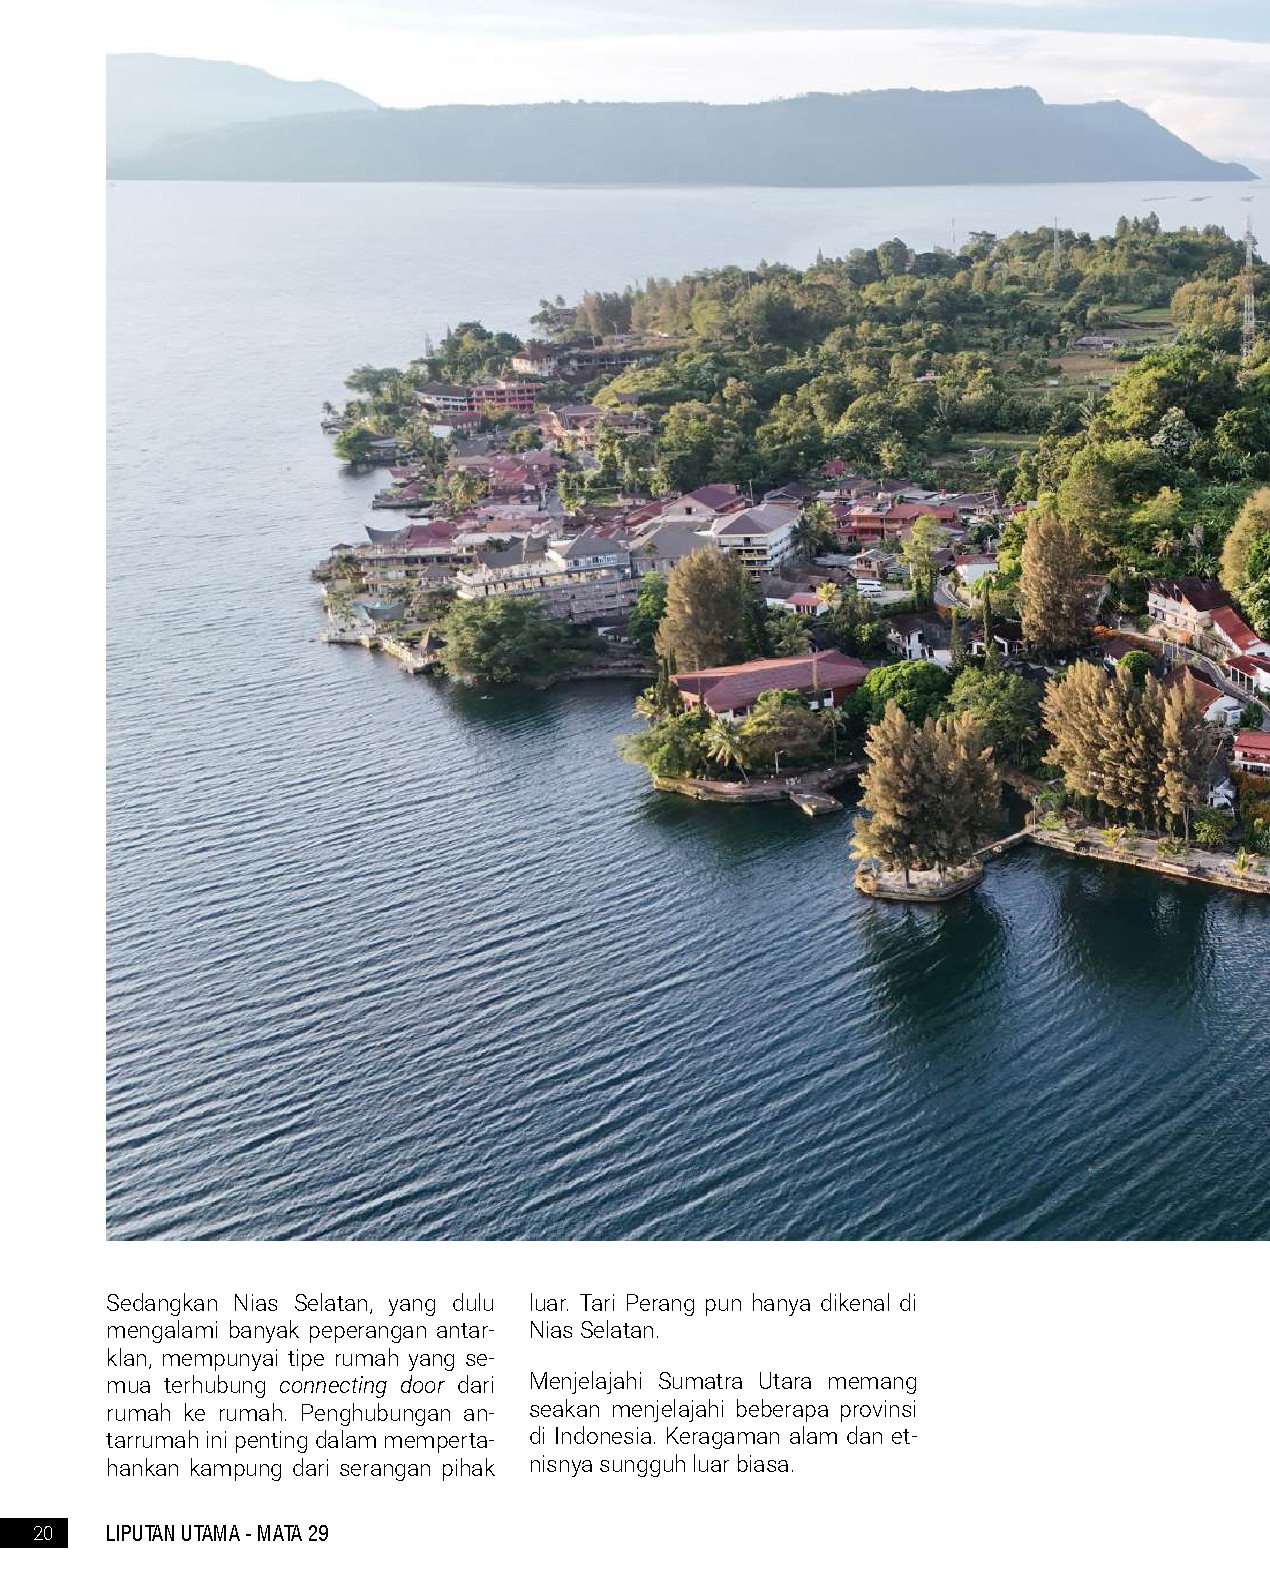 Sedangkan Nias Selatan, yang dulu
mengalami banyak peperangan antar-
klan, mempunyai tipe rumah yang se-
mua terhubung connecting door dari
rumah ke rumah. Penghubungan an-
tarrumah ini penting dalam memperta-
hankan kampung dari serangan pihak
luar. Tari Perang pun hanya dikenal di
Nias Selatan.
Menjelajahi Sumatra Utara memang
seakan menjelajahi beberapa provinsi
di Indonesia. Keragaman alam dan et-
nisnya sungguh luar biasa.
20
LIPUTAN UTAMA - MATA 29